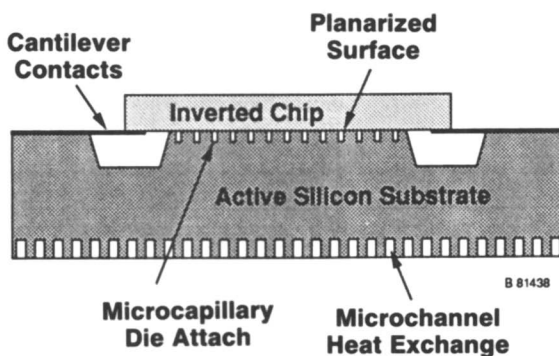 Cantilever
Contacts
Planarized
Surface
Inverted Chip
Active Silicon Substrate
B 81438
Microcapillary
Die Attach
Microchannel
Heat Exchange